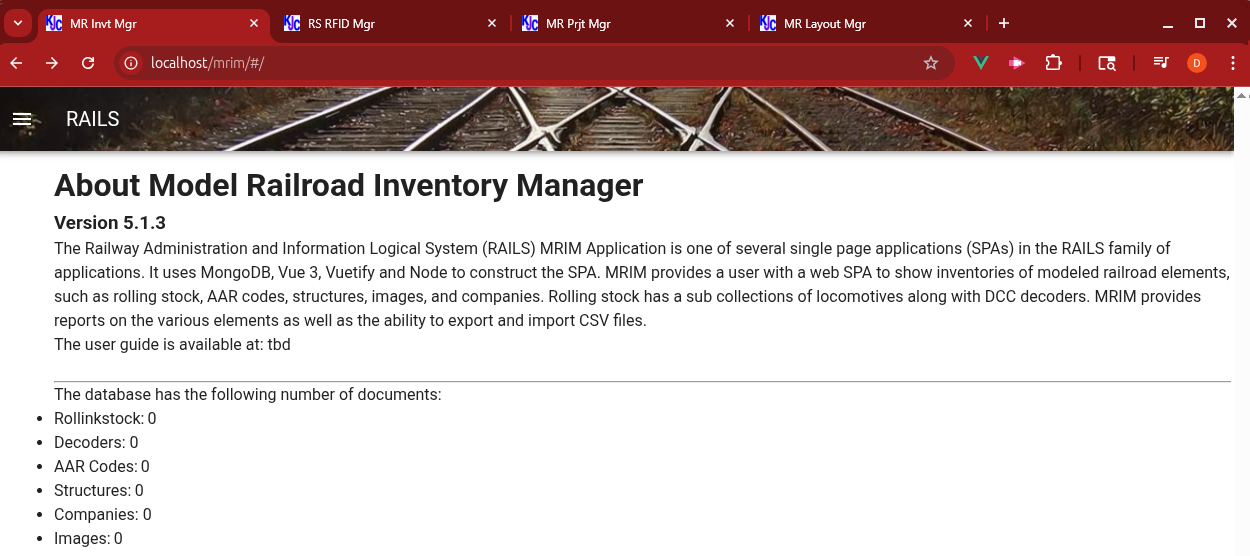 MR Invt Mgr
RS RFID Mgr
MR Prjt Mgr
MR Layout Mgr
localhost/mrim/#/
D
RAILS
About Model Railroad Inventory Manager
Version 5.1.3
The Railway Administration and Information Logical System (RAILS) MRIM Application is one of several single page applications (SPAs) in the RAILS family of
applications. It uses MongoDB, Vue 3, Vuetify and Node to construct the SPA. MRIM provides a user with a web SPA to show inventories of modeled railroad elements,
such as rolling stock, AAR codes, structures, images, and companies. Rolling stock has a sub collections of locomotives along with DCC decoders. MRIM provides
reports on the various elements as well as the ability to export and import CSV files.
The user guide is available at: tbd
The database has the following number of documents:
Rollinkstock: 0
Decoders: 0
AAR Codes: 0
Structures: 0
Companies: 0
Images: 0